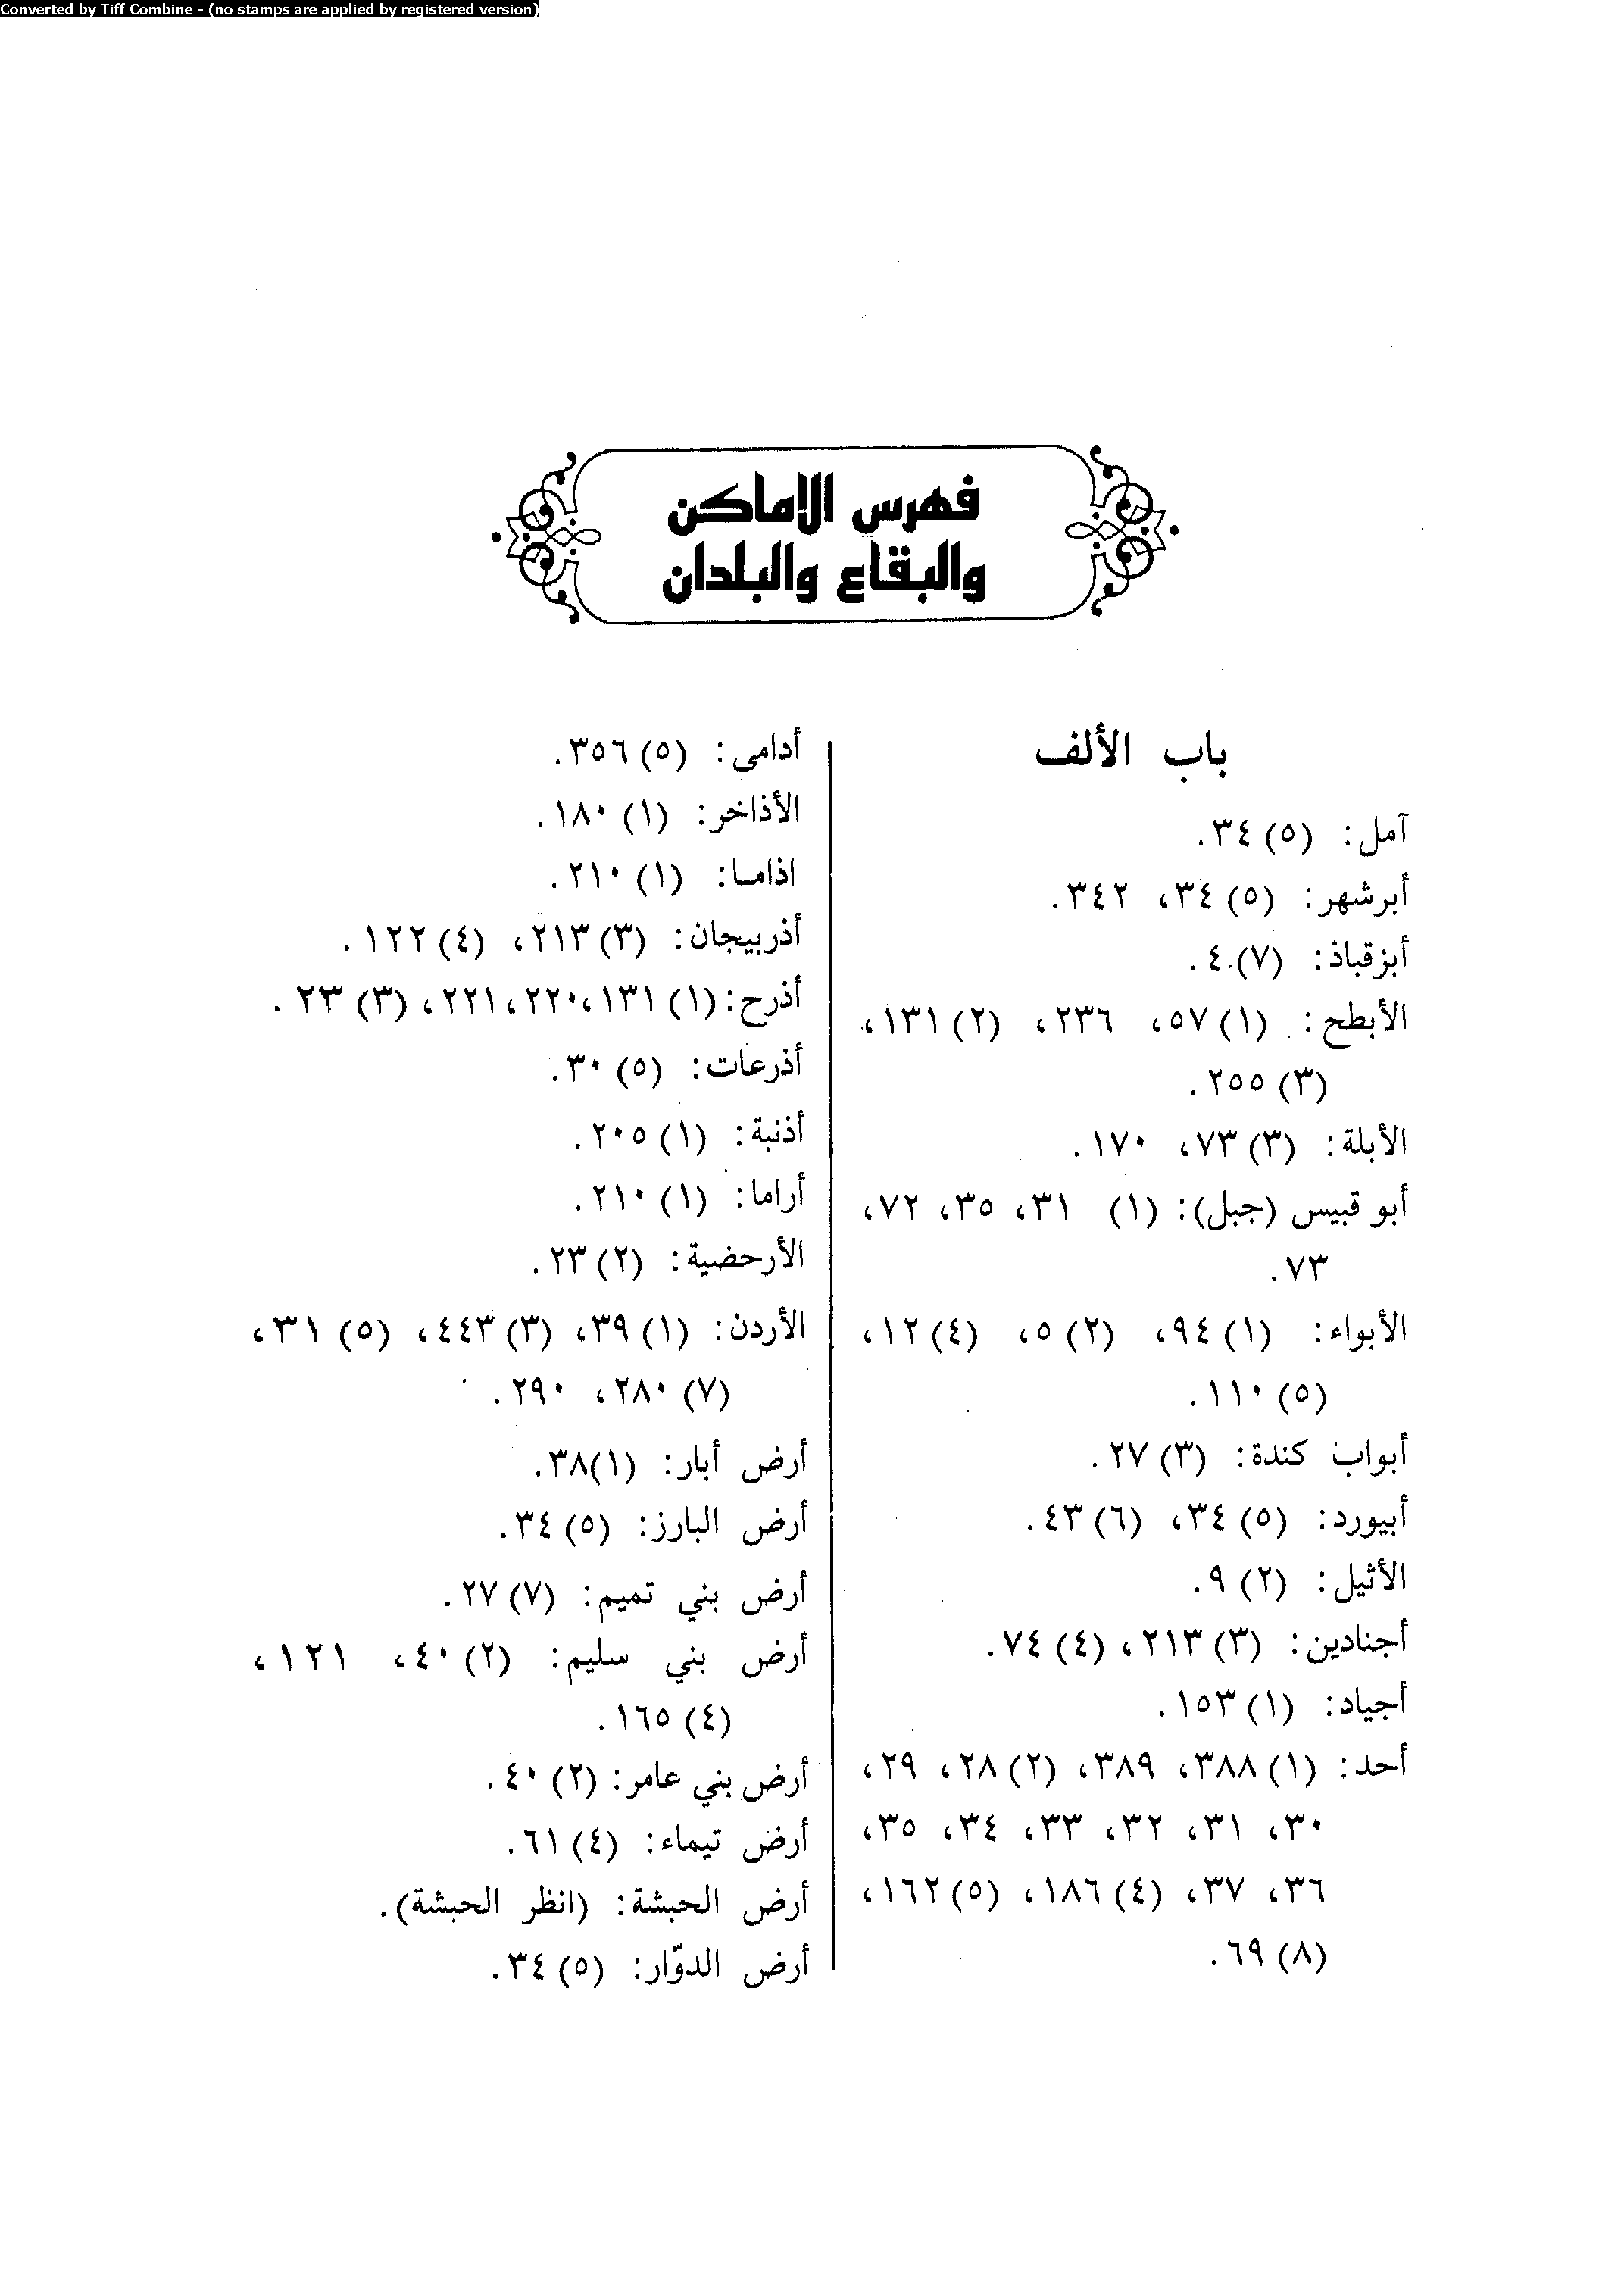 Converted by Tiff Combine - (no stamps are applied by registered version)
فهرس الاماكن
والبقاع والبلدان
باب الألف
آمل: (٥) ٣٤.
أبرشهر: (٥) ٣٤، ٣٤٢.
أبزقباذ: (٧) ٤.
الأبطح: (١) ٥٧، ٢٣٦، (٢) ١٣١،
(٣) ٢٥٥.
الأبلة: (٣) ٧٣، ١٧٠.
أبو قبيس (جبل): (١) ٣١، ٣٥، ٧٢،
٧٣.
الأبواء: (١) ٩٤، (٢) ٥، (٤) ١٢،
(٥) ١١٠.
أبواب كندة: (٣) ٢٧.
أبيورد: (٥) ٣٤، (٦) ٤٣.
الأثيل: (٢) ٩.
أجنادين: (٣) ٢١٣، (٤) ٧٤.
أجياد: (١) ١٥٣.
أحد: (١) ٣٨٨، ٣٨٩، (٢) ٢٨، ٢٩،
٣٠، ٣١، ٣٢، ٣٣، ٣٤، ٣٥،
٣٦، ٣٧، (٤) ١٨٦، (٥) ١٦٢،
(٨) ٦٩.
أدامى: (٥) ٣٥٦.
الأذاخر: (١) ١٨٠.
اذاما: (١) ٢١٠.
أذربيجان: (٣) ٢١٣، (٤) ١٢٢.
أذرح: (١) ١٣١، ٢٢٠، ٢٢١، (٣) ٢٣.
أذرعات: (٥) ٣٠.
أذنبة: (١) ٢٠٥.
أراما: (١) ٢١٠.
الأرحضية: (٢) ٢٣.
الأردن: (١) ٣٩، (٣) ٤٤٣، (٥) ٣١،
(٧) ٢٨٠، ٢٩٠.
أرض أبار: (١) ٣٨.
أرض البارز: (٥) ٣٤.
أرض بني تميم: (٧) ٢٧.
أرض بني سليم: (٢) ٤٠، ١٢١،
(٤) ١٦٥.
أرض بني عامر: (٢) ٤٠.
أرض تيماء: (٤) ٦١.
أرض الحبشة: (انظر الحبشة).
أرض الدوّار: (٥) ٣٤.